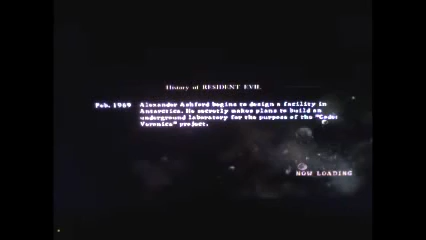 History of RESIDENT EVIL
Feb. 1969 Alexander Ashford begins to design a facility in
Antarctica. He secretly makes plans to build an
underground laboratory for the purpose of the "Code:
Veronica" project.
NOW LOADING